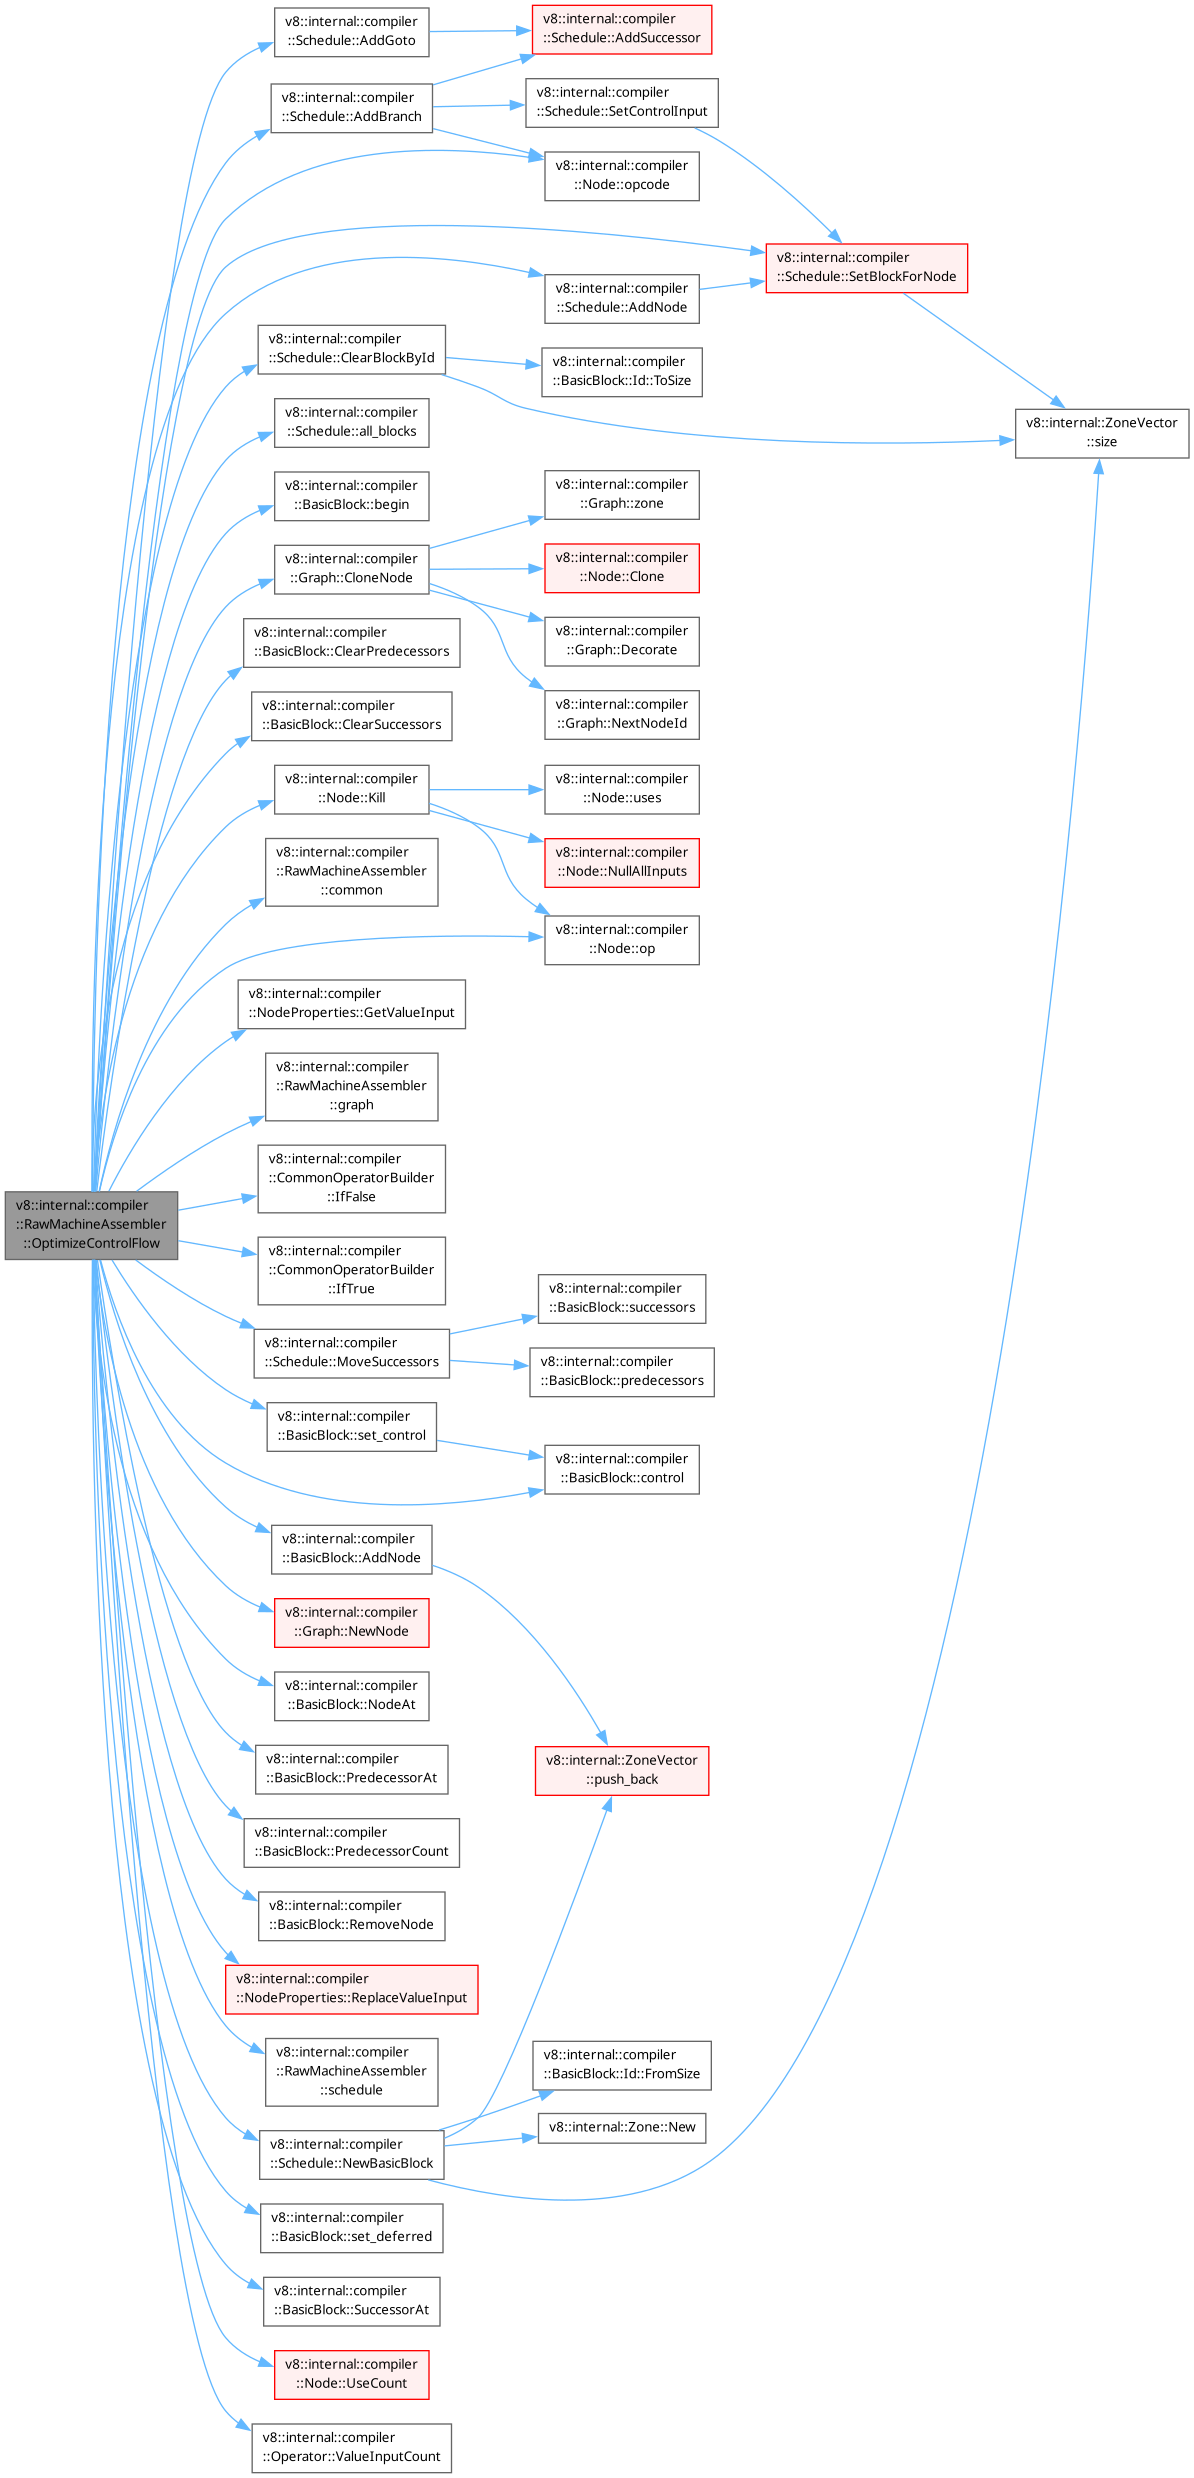 v8::internal::compiler
::Schedule::AddGoto
v8::internal::compiler
::Schedule::AddSuccessor
v8::internal::compiler
::Schedule::AddBranch
v8::internal::compiler
::Schedule::SetControlInput
v8::internal::compiler
::Node::opcode
v8::internal::compiler
::Schedule::SetBlockForNode
v8::internal::compiler
::Schedule::AddNode
v8::internal::compiler
::Schedule::ClearBlockById
v8::internal::compiler
::BasicBlock::Id::ToSize
v8::internal::compiler
::Schedule::all_blocks
v8::internal::ZoneVector
::size
v8::internal::compiler
::BasicBlock::begin
v8::internal::compiler
::Graph::zone
v8::internal::compiler
::Graph::CloneNode
v8::internal::compiler
::Node::Clone
v8::internal::compiler
::BasicBlock::ClearPredecessors
v8::internal::compiler
::Graph::Decorate
v8::internal::compiler
::BasicBlock::ClearSuccessors
v8::internal::compiler
::Graph::NextNodeId
v8::internal::compiler
::Node::Kill
v8::internal::compiler
::Node::uses
v8::internal::compiler
::RawMachineAssembler
::common
v8::internal::compiler
::Node::NullAllInputs
v8::internal::compiler
::Node::op
v8::internal::compiler
::NodeProperties::GetValueInput
v8::internal::compiler
::RawMachineAssembler
::graph
v8::internal::compiler
::CommonOperatorBuilder
::IfFalse
v8::internal::compiler
::RawMachineAssembler
::OptimizeControlFlow
v8::internal::compiler
::CommonOperatorBuilder
::IfTrue
v8::internal::compiler
::BasicBlock::successors
v8::internal::compiler
::Schedule::MoveSuccessors
v8::internal::compiler
::BasicBlock::predecessors
v8::internal::compiler
::BasicBlock::set_control
v8::internal::compiler
::BasicBlock::control
v8::internal::compiler
::BasicBlock::AddNode
v8::internal::compiler
::Graph::NewNode
v8::internal::compiler
::BasicBlock::NodeAt
v8::internal::compiler
::BasicBlock::PredecessorAt
v8::internal::ZoneVector
::push_back
v8::internal::compiler
::BasicBlock::PredecessorCount
v8::internal::compiler
::BasicBlock::RemoveNode
v8::internal::compiler
::NodeProperties::ReplaceValueInput
v8::internal::compiler
::RawMachineAssembler
::schedule
v8::internal::compiler
::BasicBlock::Id::FromSize
v8::internal::Zone::New
v8::internal::compiler
::Schedule::NewBasicBlock
v8::internal::compiler
::BasicBlock::set_deferred
v8::internal::compiler
::BasicBlock::SuccessorAt
v8::internal::compiler
::Node::UseCount
v8::internal::compiler
::Operator::ValueInputCount